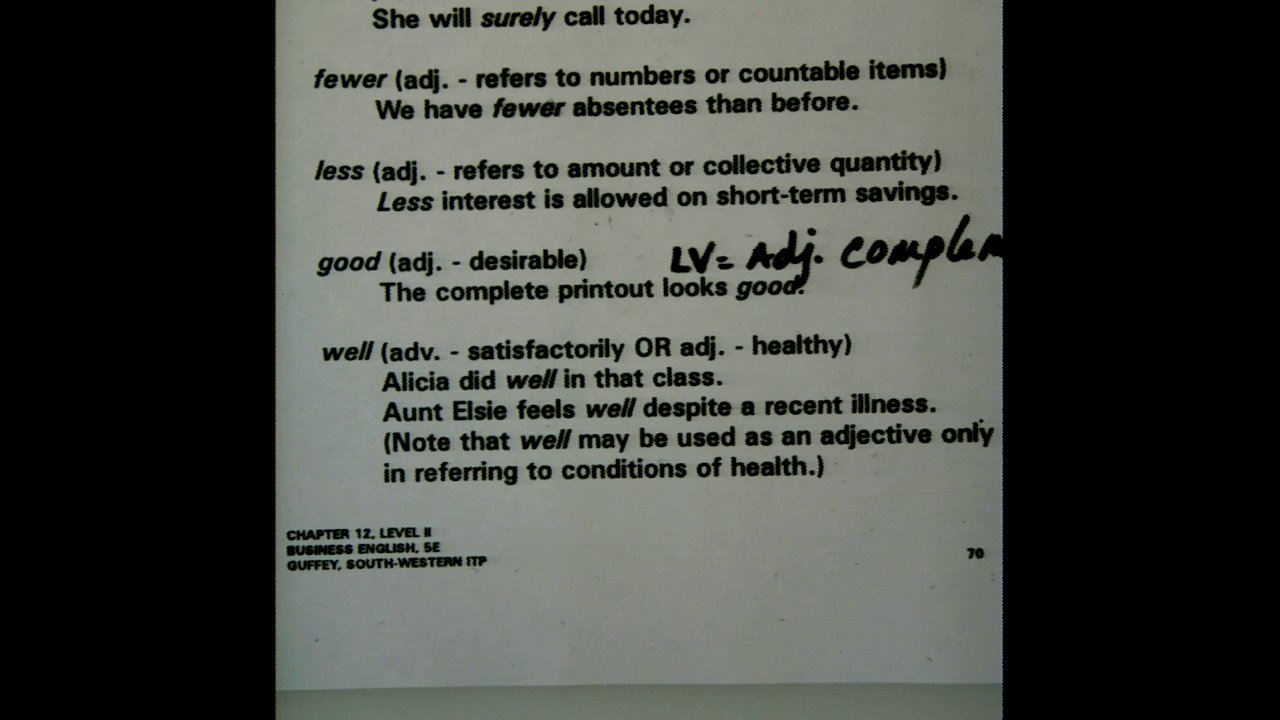 She will surely call today.
fewer (adj. - refers to numbers or countable items)
We have fewer absentees than before.
less (adj. - refers to amount or collective quantity)
Less interest is allowed on short-term savings.
good (adj. - desirable) LV= Adj. complem
The complete printout looks good.
well (adv. - satisfactorily OR adj. - healthy)
Alicia did well in that class.
Aunt Elsie feels well despite a recent illness.
(Note that well may be used as an adjective only
in referring to conditions of health.)
CHAPTER 12, LEVEL II
BUSINESS ENGLISH, 5E
GUFFEY, SOUTH-WESTERN ITP
70